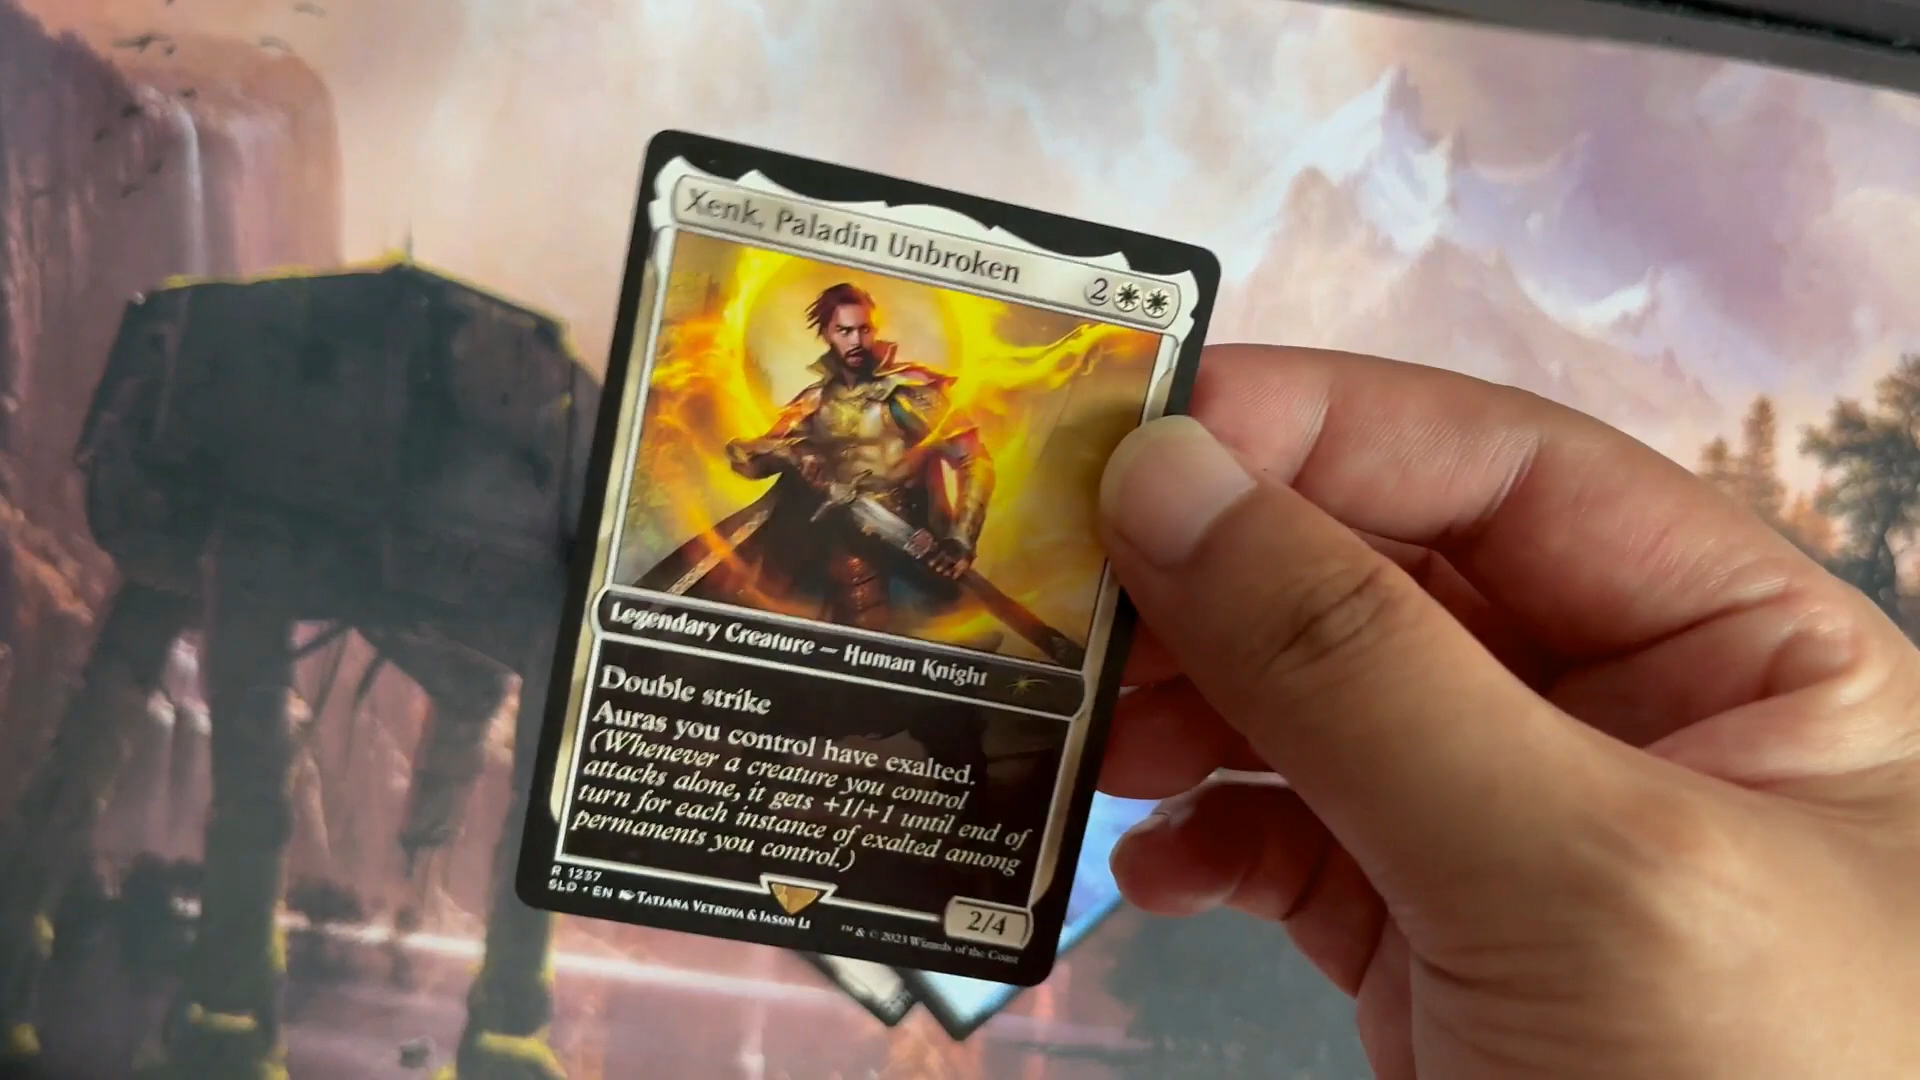 Xenk, Paladin Unbroken 2
Legendary Creature — Human Knight
Double strike
Auras you control have exalted.
(Whenever a creature you control
attacks alone, it gets +1/+1 until end of
turn for each instance of exalted among
permanents you control.)
R 1237
SLD • EN Tatiana Vetrova & Iason Li
2/4
™ & © 2023 Wizards of the Coast